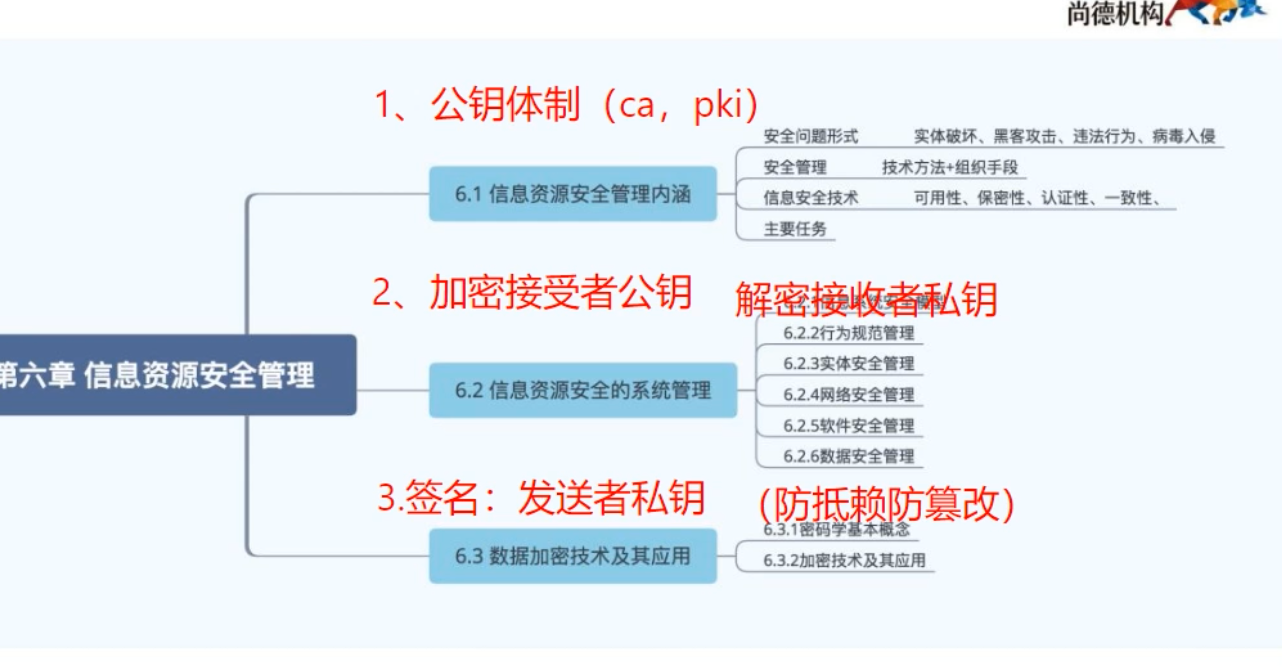 尚德机构
1、公钥体制（ca，pki）
安全问题形式 实体破坏、黑客攻击、违法行为、病毒入侵
6.1 信息资源安全管理内涵
安全管理 技术方法+组织手段
信息安全技术 可用性、保密性、认证性、一致性、
主要任务
2、加密接受者公钥 解密接收者私钥
6.2.1信息系统安全模型
6.2.2行为规范管理
第六章 信息资源安全管理
6.2.3实体安全管理
6.2 信息资源安全的系统管理
6.2.4网络安全管理
6.2.5软件安全管理
6.2.6数据安全管理
3.签名：发送者私钥 （防抵赖防篡改）
6.3.1密码学基本概念
6.3 数据加密技术及其应用
6.3.2加密技术及其应用